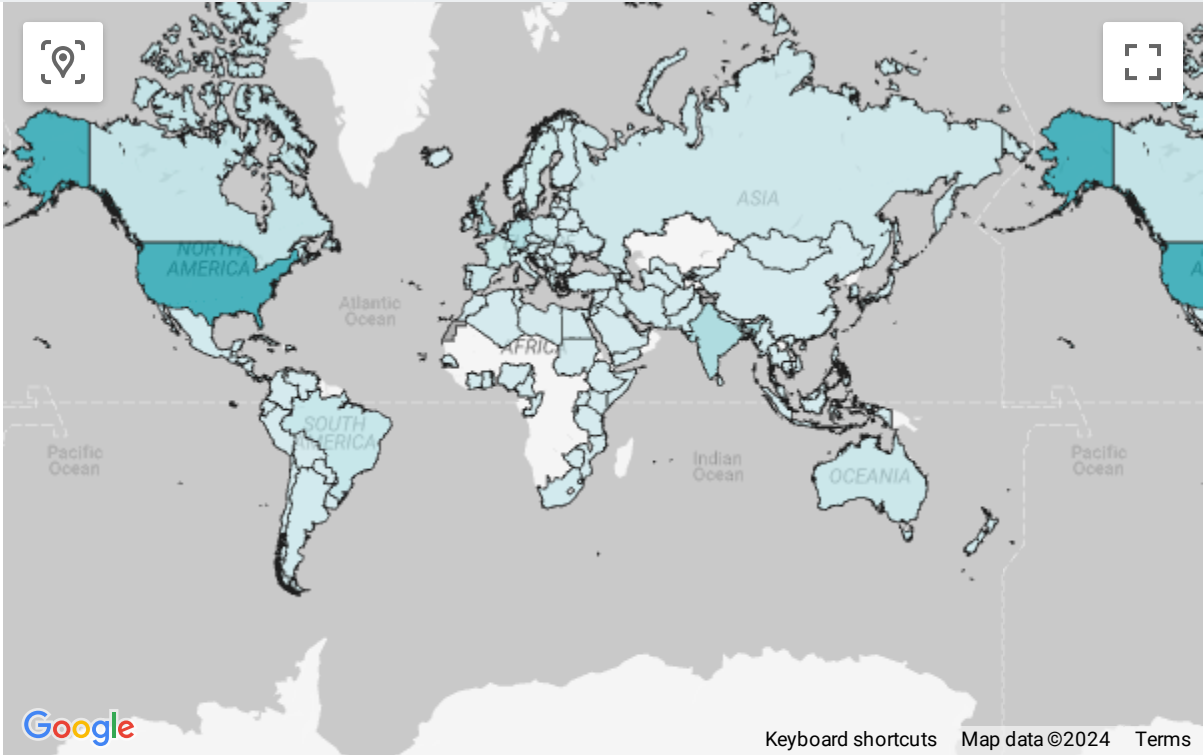 ASIA
NORTH
AMERICA
Atlantic
Ocean
AFRICA
SOUTH
AMERICA
Pacific
Ocean
Indian
Ocean
OCEANIA
Pacific
Ocean
A
Google
Keyboard shortcuts
Map data ©2024
Terms